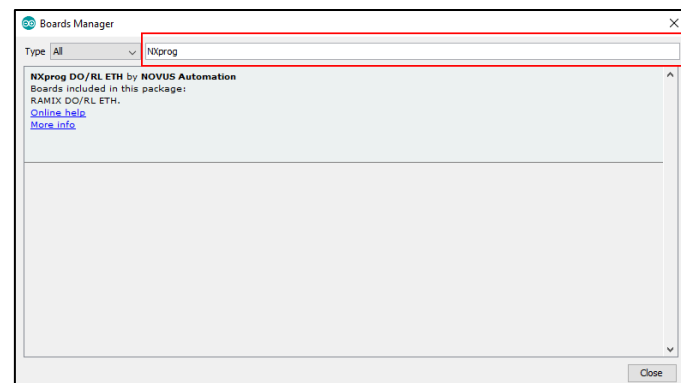 Boards Manager
Type All NXprog
NXprog DO/RL ETH by NOVUS Automation
Boards included in this package:
RAMIX DO/RL ETH.
Online help
More info
Close